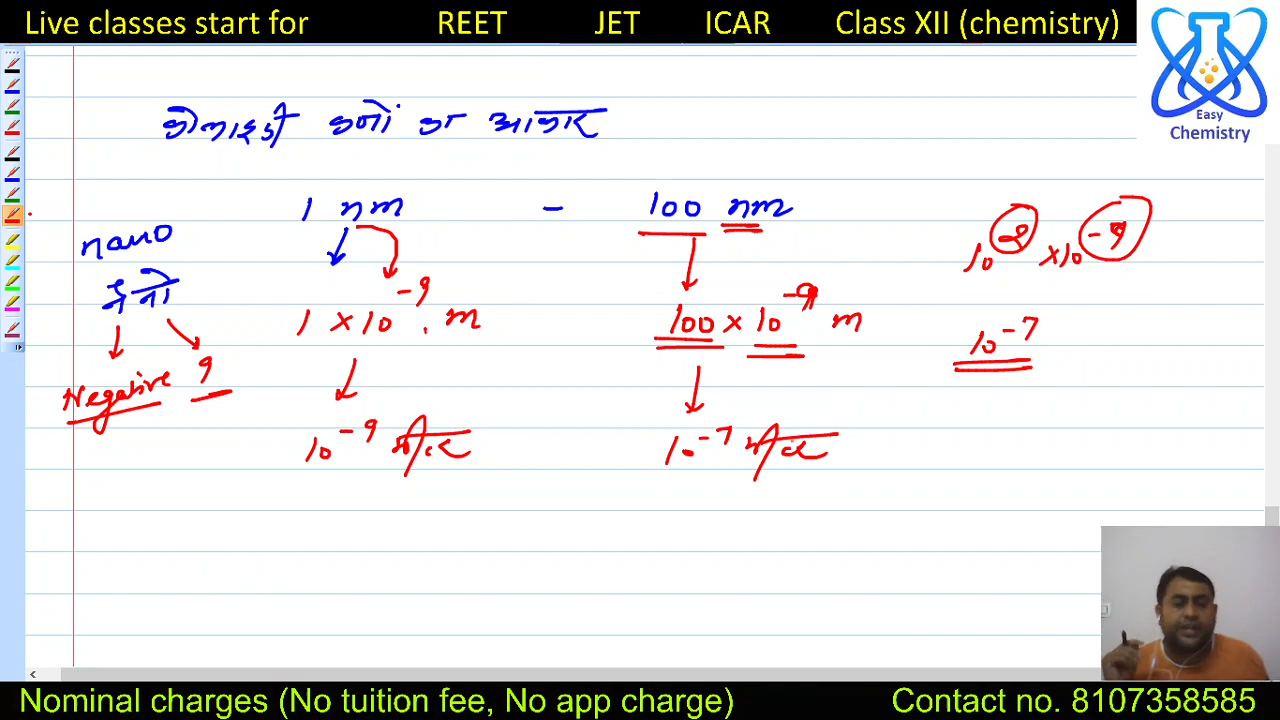 Live classes start for REET JET ICAR Class XII (chemistry)
Easy
Chemistry
कोलाइडी कणों का आकार
1 nm - 100 nm
nano
नैनो
Negative 9
1 × 10⁻⁹ m
10⁻⁹ मीटर
100 × 10⁻⁹ m
10⁻⁷ मीटर
10² × 10⁻⁹
10⁻⁷
Nominal charges (No tuition fee, No app charge) Contact no. 8107358585